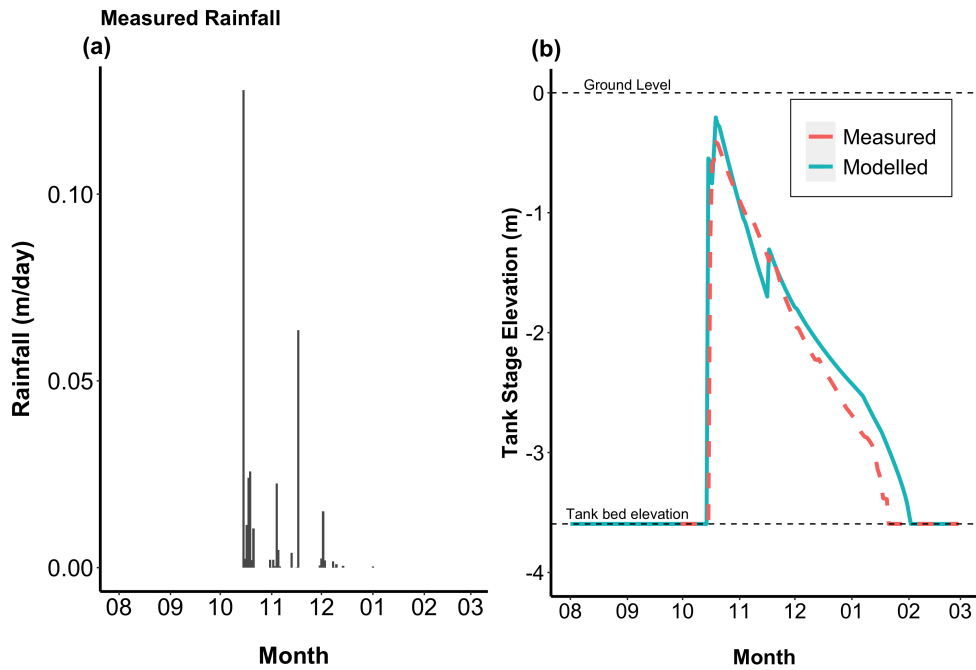 Measured Rainfall
(a)
Rainfall (m/day)
0.10
0.05
0.00
08 09 10 11 12 01 02 03
Month
(b)
Tank Stage Elevation (m)
0
-1
-2
-3
-4
Ground Level
Measured
Modelled
Tank bed elevation
08 09 10 11 12 01 02 03
Month